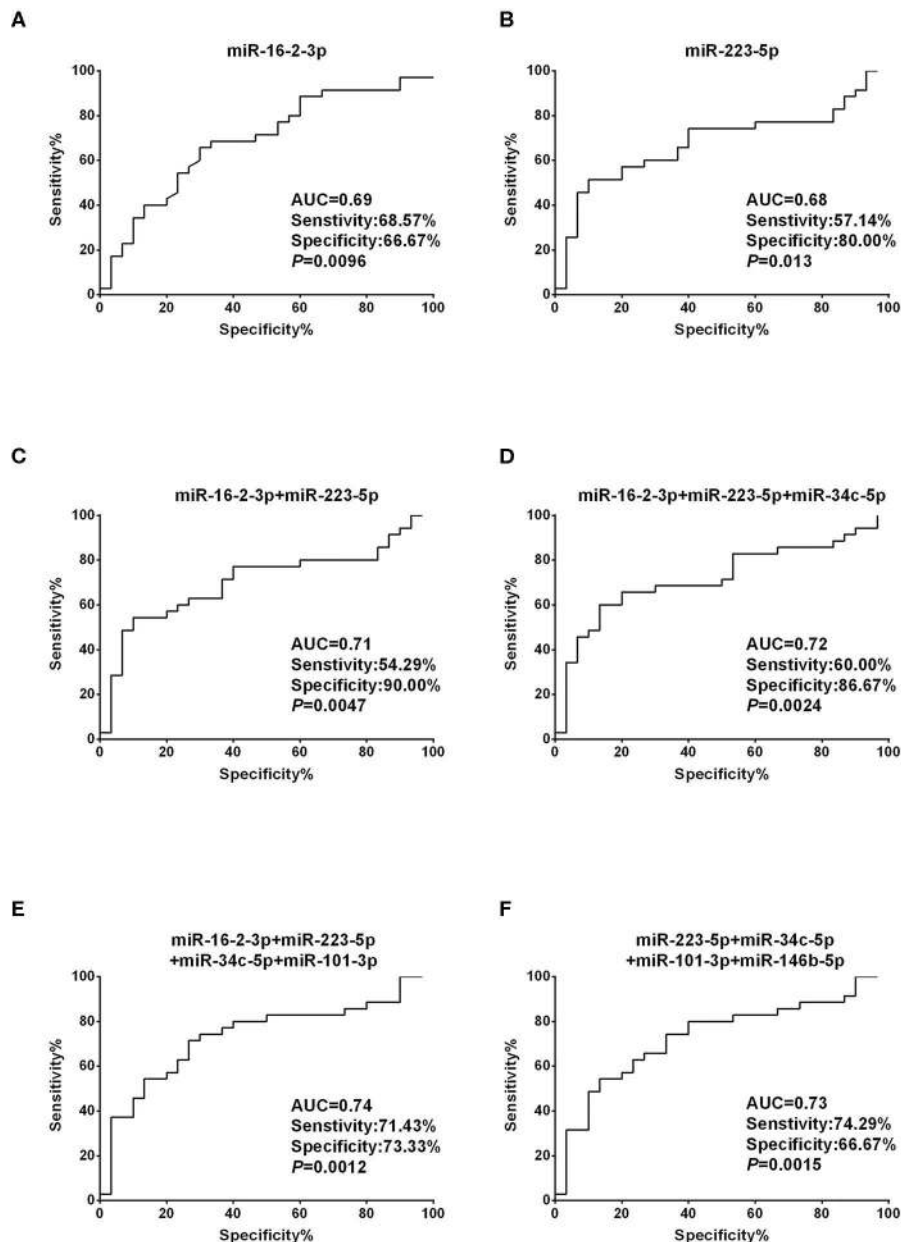 A
miR-16-2-3p
100
80
60
40
20
0
Sensitivity%
AUC=0.69
Senstivity:68.57%
Specificity:66.67%
P=0.0096
0 20 40 60 80 100
Specificity%
B
miR-223-5p
100
80
60
40
20
0
Sensitivity%
AUC=0.68
Senstivity:57.14%
Specificity:80.00%
P=0.013
0 20 40 60 80 100
Specificity%
C
miR-16-2-3p+miR-223-5p
100
80
60
40
20
0
Sensitivity%
AUC=0.71
Senstivity:54.29%
Specificity:90.00%
P=0.0047
0 20 40 60 80 100
Specificity%
D
miR-16-2-3p+miR-223-5p+miR-34c-5p
100
80
60
40
20
0
Sensitivity%
AUC=0.72
Senstivity:60.00%
Specificity:86.67%
P=0.0024
0 20 40 60 80 100
Specificity%
E
miR-16-2-3p+miR-223-5p
+miR-34c-5p+miR-101-3p
100
80
60
40
20
0
Sensitivity%
AUC=0.74
Senstivity:71.43%
Specificity:73.33%
P=0.0012
0 20 40 60 80 100
Specificity%
F
miR-223-5p+miR-34c-5p
+miR-101-3p+miR-146b-5p
100
80
60
40
20
0
Sensitivity%
AUC=0.73
Senstivity:74.29%
Specificity:66.67%
P=0.0015
0 20 40 60 80 100
Specificity%